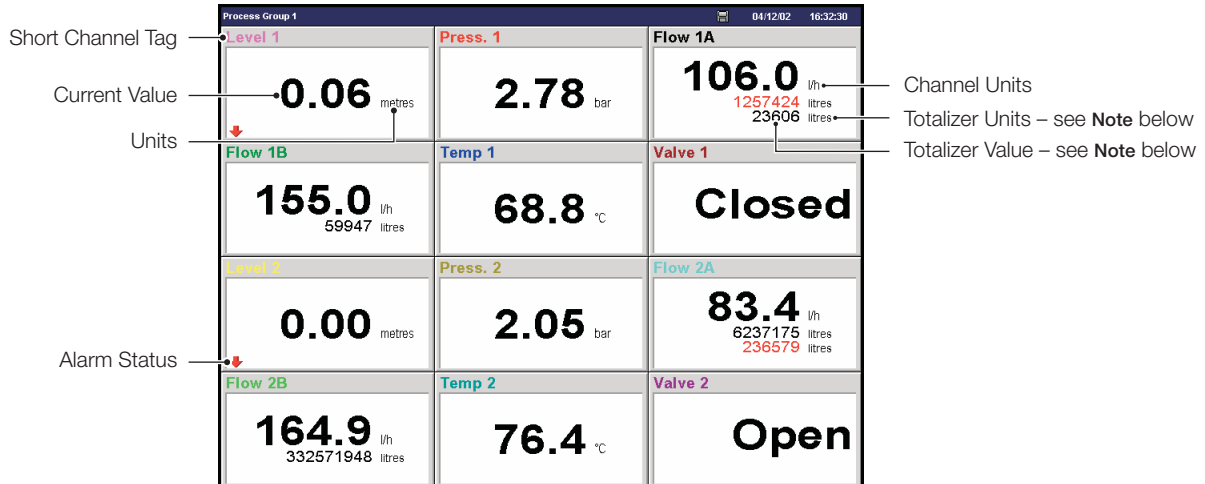 Process Group 1 04/12/02 16:32:30
Short Channel Tag
Level 1 Press. 1 Flow 1A
Current Value
0.06 metres 2.78 bar 106.0 l/h
Channel Units
1257424 litres
23606 litres
Totalizer Units – see Note below
Units
Totalizer Value – see Note below
Flow 1B Temp 1 Valve 1
155.0 l/h 68.8 °C Closed
59947 litres
Level 2 Press. 2 Flow 2A
0.00 metres 2.05 bar 83.4 l/h
6237175 litres
236579 litres
Alarm Status
Flow 2B Temp 2 Valve 2
164.9 l/h 76.4 °C Open
332571948 litres